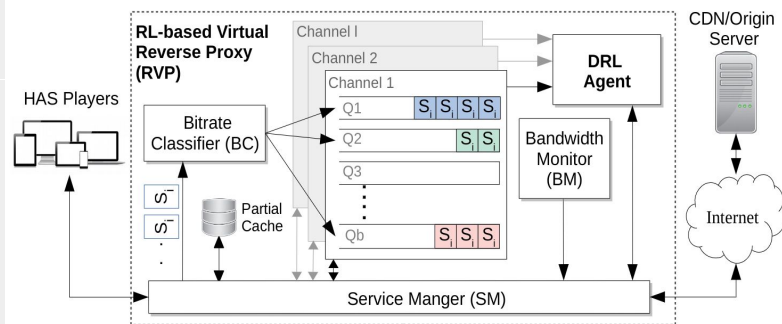 RL-based Virtual
Reverse Proxy
(RVP)
HAS Players
Bitrate
Classifier (BC)
Si
Si
Partial
Cache
Channel I
Channel 2
Channel 1
Q1
Si Si Si Si
Q2
Si Si
Q3
Qb
Si Si Si
DRL
Agent
Bandwidth
Monitor
(BM)
Service Manger (SM)
CDN/Origin
Server
Internet